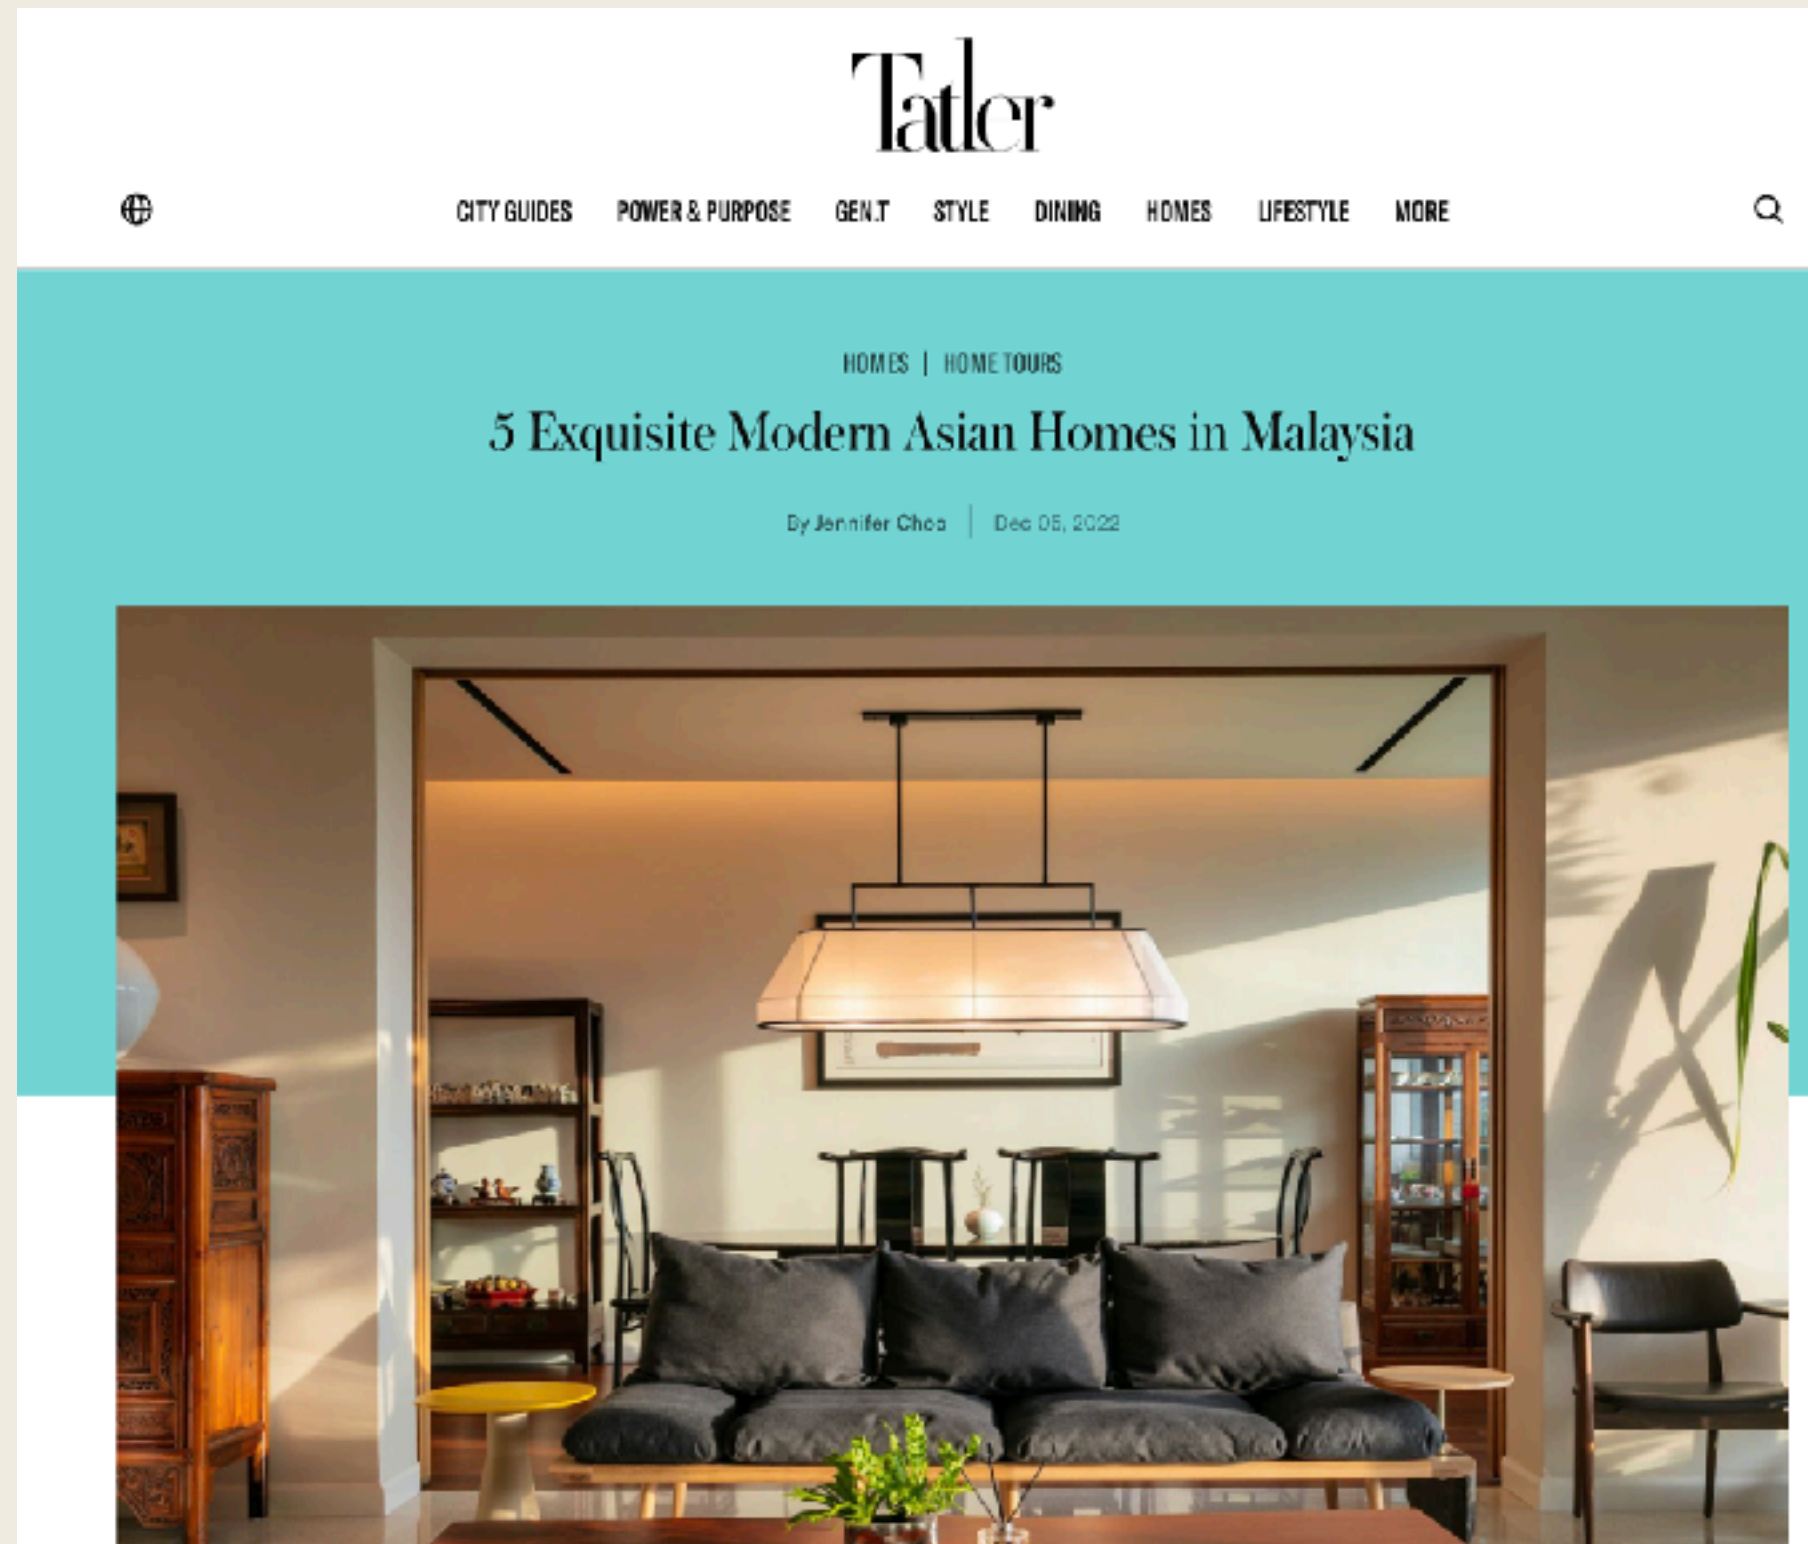 Tatler
CITY GUIDES POWER & PURPOSE GEN.T STYLE DINING HOMES LIFESTYLE MORE
HOMES | HOME TOURS
5 Exquisite Modern Asian Homes in Malaysia
By Jennifer Choo | Dec 05, 2022